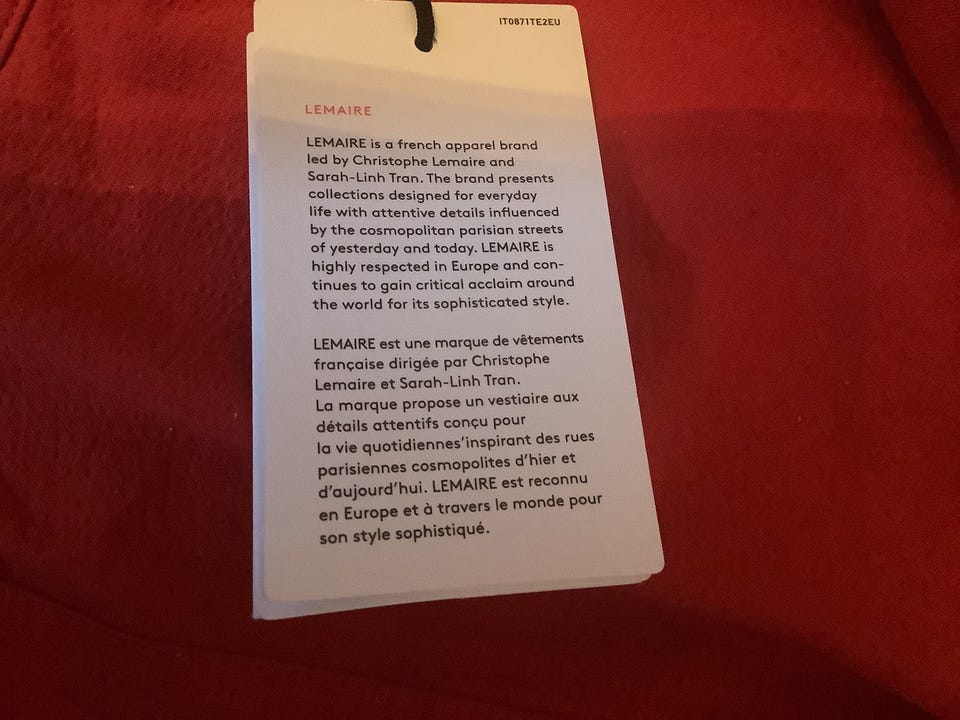 IT0871TE2EU
LEMAIRE
LEMAIRE is a french apparel brand
led by Christophe Lemaire and
Sarah-Linh Tran. The brand presents
collections designed for everyday
life with attentive details influenced
by the cosmopolitan parisian streets
of yesterday and today. LEMAIRE is
highly respected in Europe and con-
tinues to gain critical acclaim around
the world for its sophisticated style.
LEMAIRE est une marque de vêtements
française dirigée par Christophe
Lemaire et Sarah-Linh Tran.
La marque propose un vestiaire aux
détails attentifs conçu pour
la vie quotidiennes’inspirant des rues
parisiennes cosmopolites d’hier et
d’aujourd’hui. LEMAIRE est reconnu
en Europe et à travers le monde pour
son style sophistiqué.